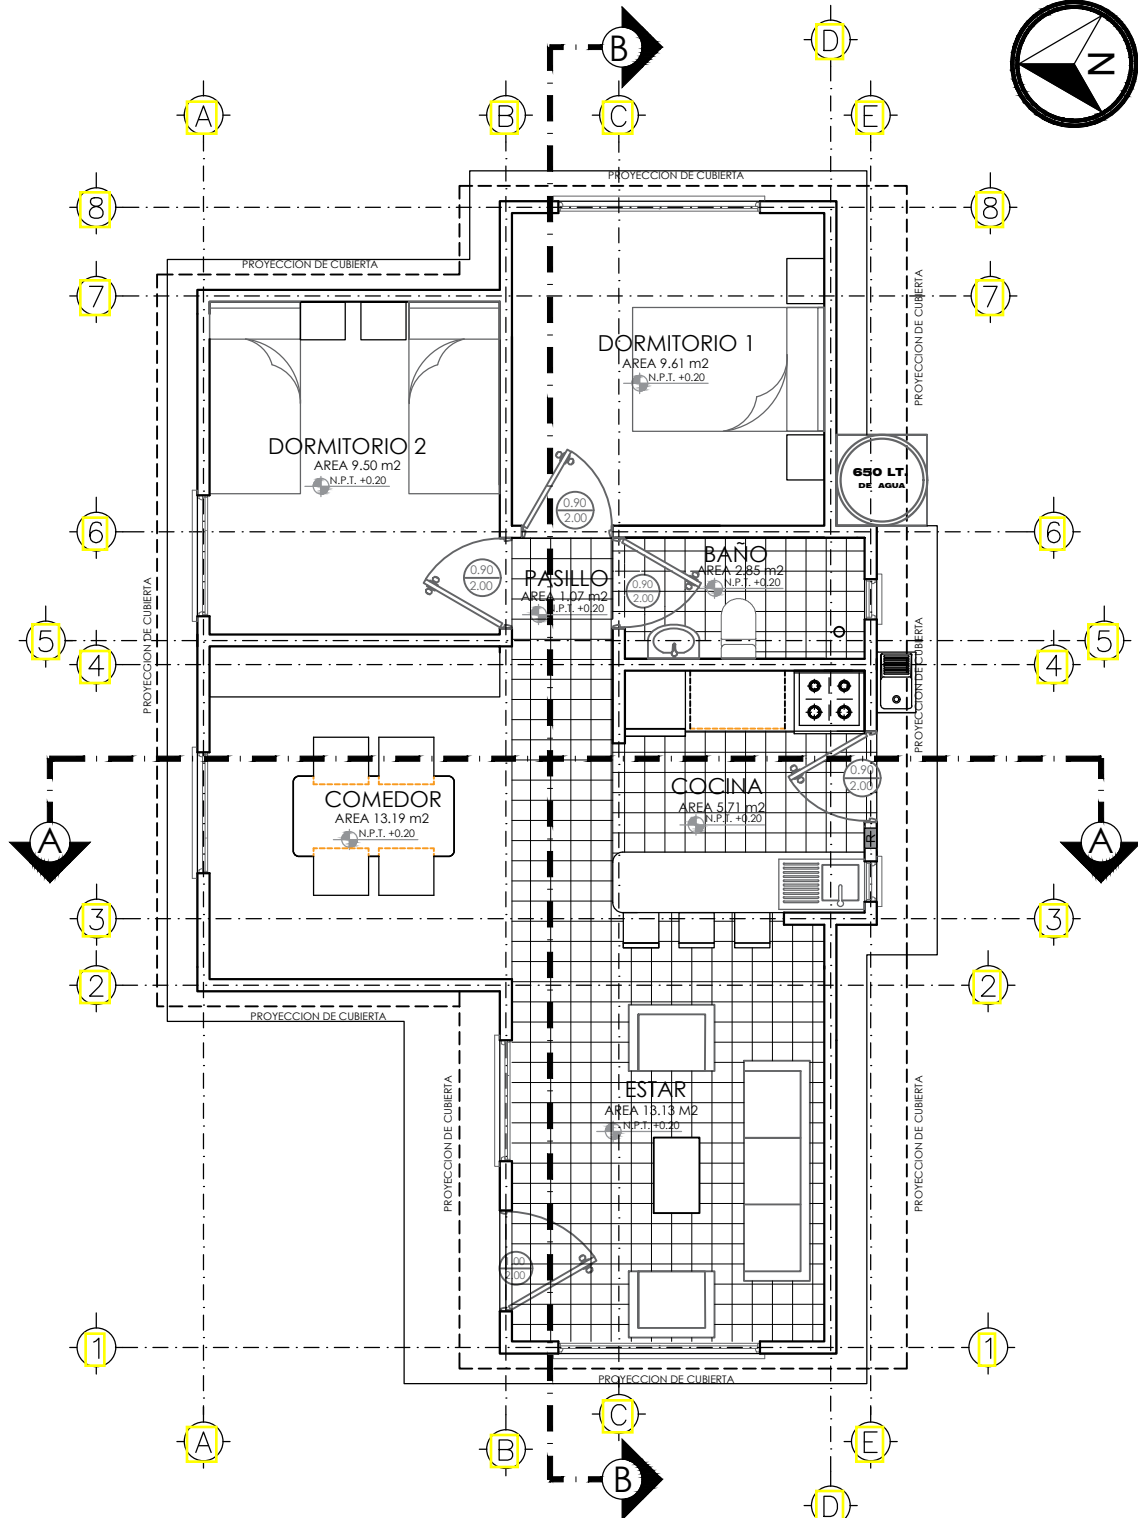 B
D
N
A
B
C
E
PROYECCION DE CUBIERTA
8
8
PROYECCION DE CUBIERTA
7
7
PROYECCION DE CUBIERTA
DORMITORIO 1
AREA 9.61 m2
N.P.T. +0.20
DORMITORIO 2
AREA 9.50 m2
N.P.T. +0.20
650 LT.
DE AGUA
0.90
2.00
6
6
BAÑO
AREA 2.85 m2
N.P.T. +0.20
0.90
2.00
PASILLO
AREA 1.07 m2
N.P.T. +0.20
0.90
2.00
PROYECCION DE CUBIERTA
PROYECCION DE CUBIERTA
5
5
4
4
COCINA
AREA 5.71 m2
N.P.T. +0.20
0.90
2.00
COMEDOR
AREA 13.19 m2
N.P.T. +0.20
R
A
A
3
3
2
2
PROYECCION DE CUBIERTA
ESTAR
AREA 13.13 M2
N.P.T. +0.20
PROYECCION DE CUBIERTA
PROYECCION DE CUBIERTA
1.00
2.00
1
1
PROYECCION DE CUBIERTA
C
A
B
E
B
D